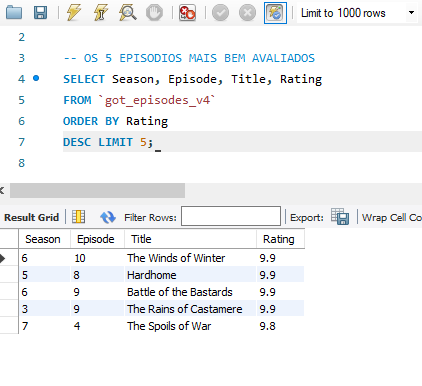 Limit to 1000 rows
2
3 -- OS 5 EPISODIOS MAIS BEM AVALIADOS
4 SELECT Season, Episode, Title, Rating
5 FROM `got_episodes_v4`
6 ORDER BY Rating
7 DESC LIMIT 5;
8
Result Grid Filter Rows: Export: Wrap Cell Co
Season Episode Title Rating
6 10 The Winds of Winter 9.9
5 8 Hardhome 9.9
6 9 Battle of the Bastards 9.9
3 9 The Rains of Castamere 9.9
7 4 The Spoils of War 9.8